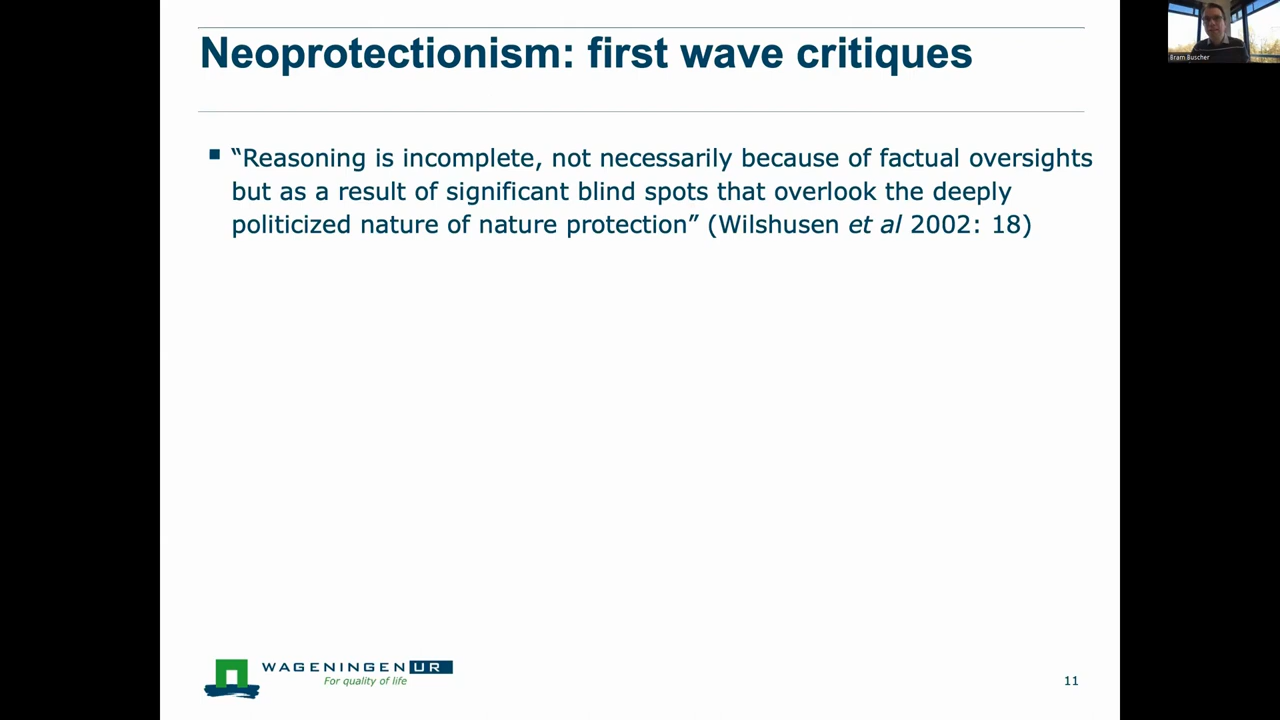 Neoprotectionism: first wave critiques
Bram Buscher
▪ “Reasoning is incomplete, not necessarily because of factual oversights
but as a result of significant blind spots that overlook the deeply
politicized nature of nature protection” (Wilshusen et al 2002: 18)
WAGENINGEN UR
For quality of life
11